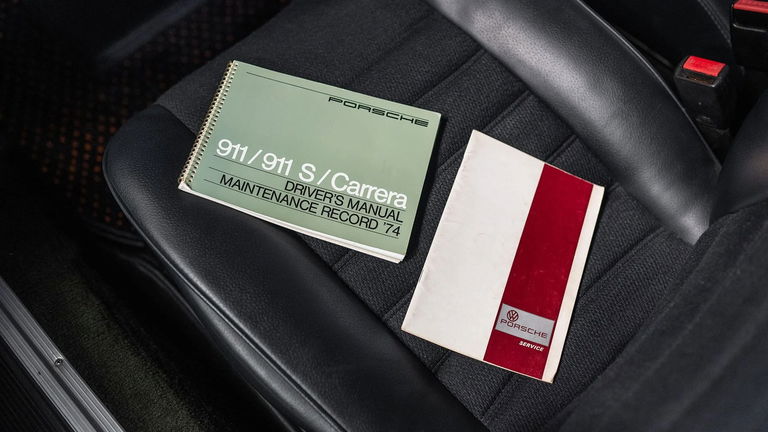 PORSCHE
911/911 S/Carrera
DRIVER'S MANUAL
MAINTENANCE RECORD '74
PORSCHE
SERVICE